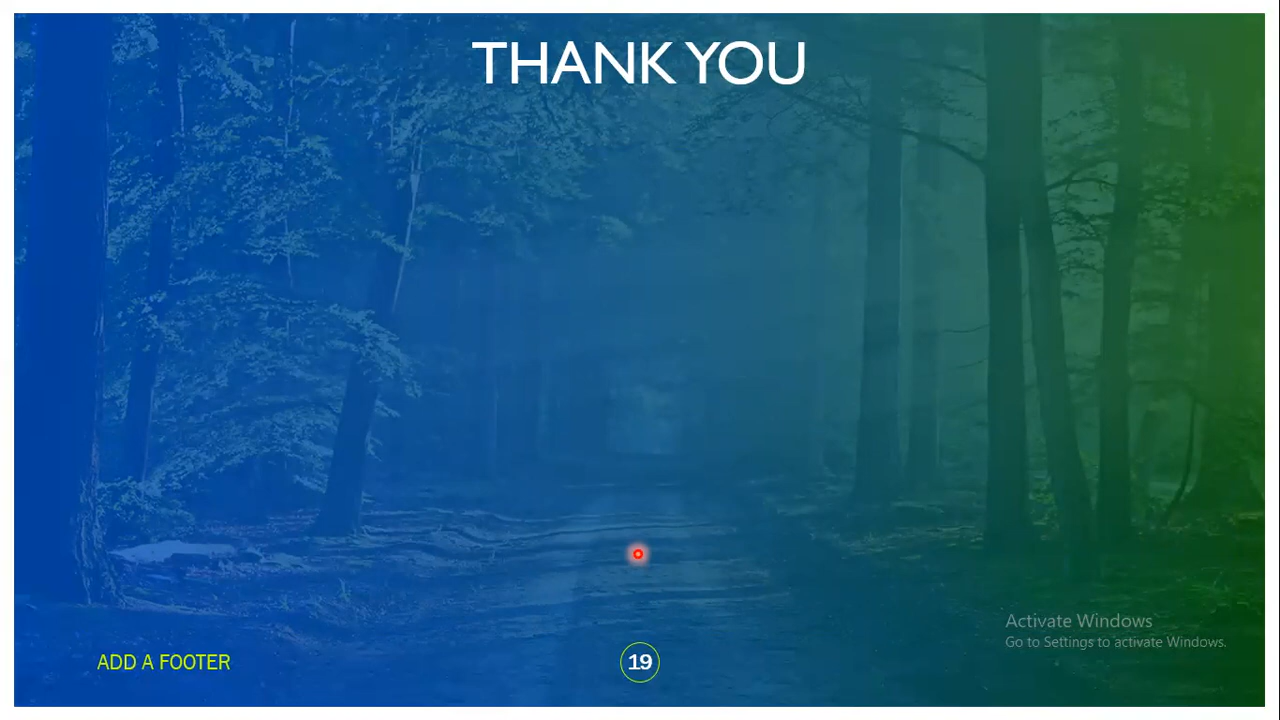 THANK YOU
Activate Windows
Go to Settings to activate Windows.
ADD A FOOTER
19